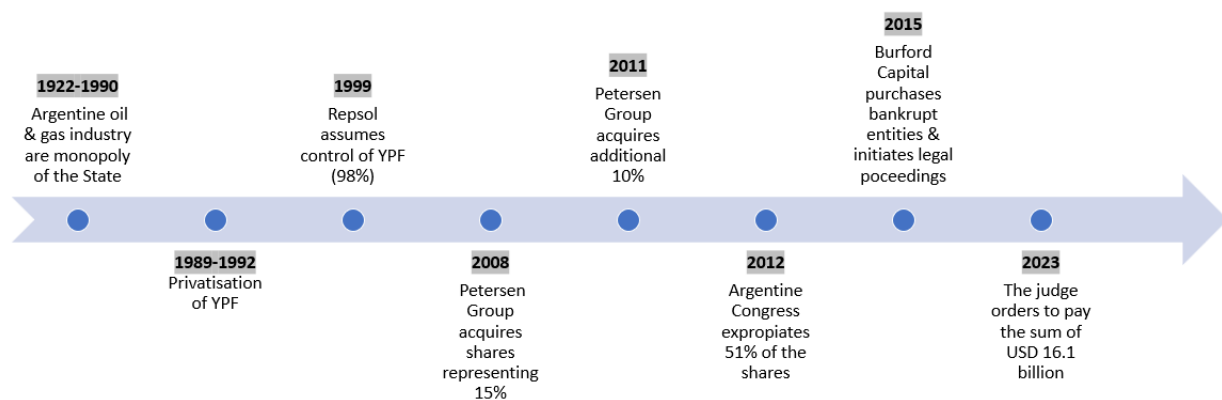 1922-1990
Argentine oil
& gas industry
are monopoly
of the State
1989-1992
Privatisation
of YPF
1999
Repsol
assumes
control of YPF
(98%)
2008
Petersen
Group
acquires
shares
representing
15%
2011
Petersen
Group
acquires
additional
10%
2012
Argentine
Congress
expropiates
51% of the
shares
2015
Burford
Capital
purchases
bankrupt
entities &
initiates legal
poceedings
2023
The judge
orders to pay
the sum of
USD 16.1
billion